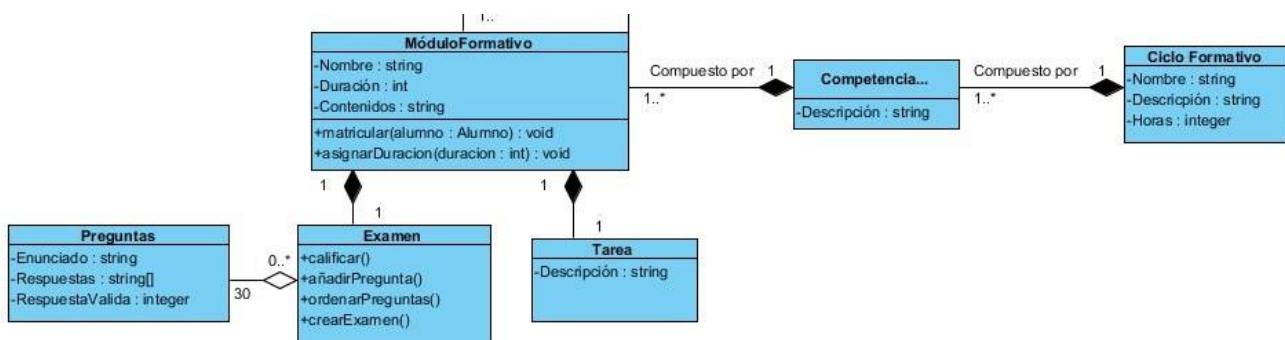 1..
MóduloFormativo
-Nombre : string
-Duración : int
-Contenidos : string
+matricular(alumno : Alumno) : void
+asignarDuracion(duracion : int) : void
Compuesto por
1
1..*
Competencia...
-Descripción : string
Compuesto por
1
1..*
Ciclo Formativo
-Nombre : string
-Descricpión : string
-Horas : integer
1
1
1
1
Preguntas
-Enunciado : string
-Respuestas : string[]
-RespuestaValida : integer
0..*
30
Examen
+calificar()
+añadirPregunta()
+ordenarPreguntas()
+crearExamen()
Tarea
-Descripción : string